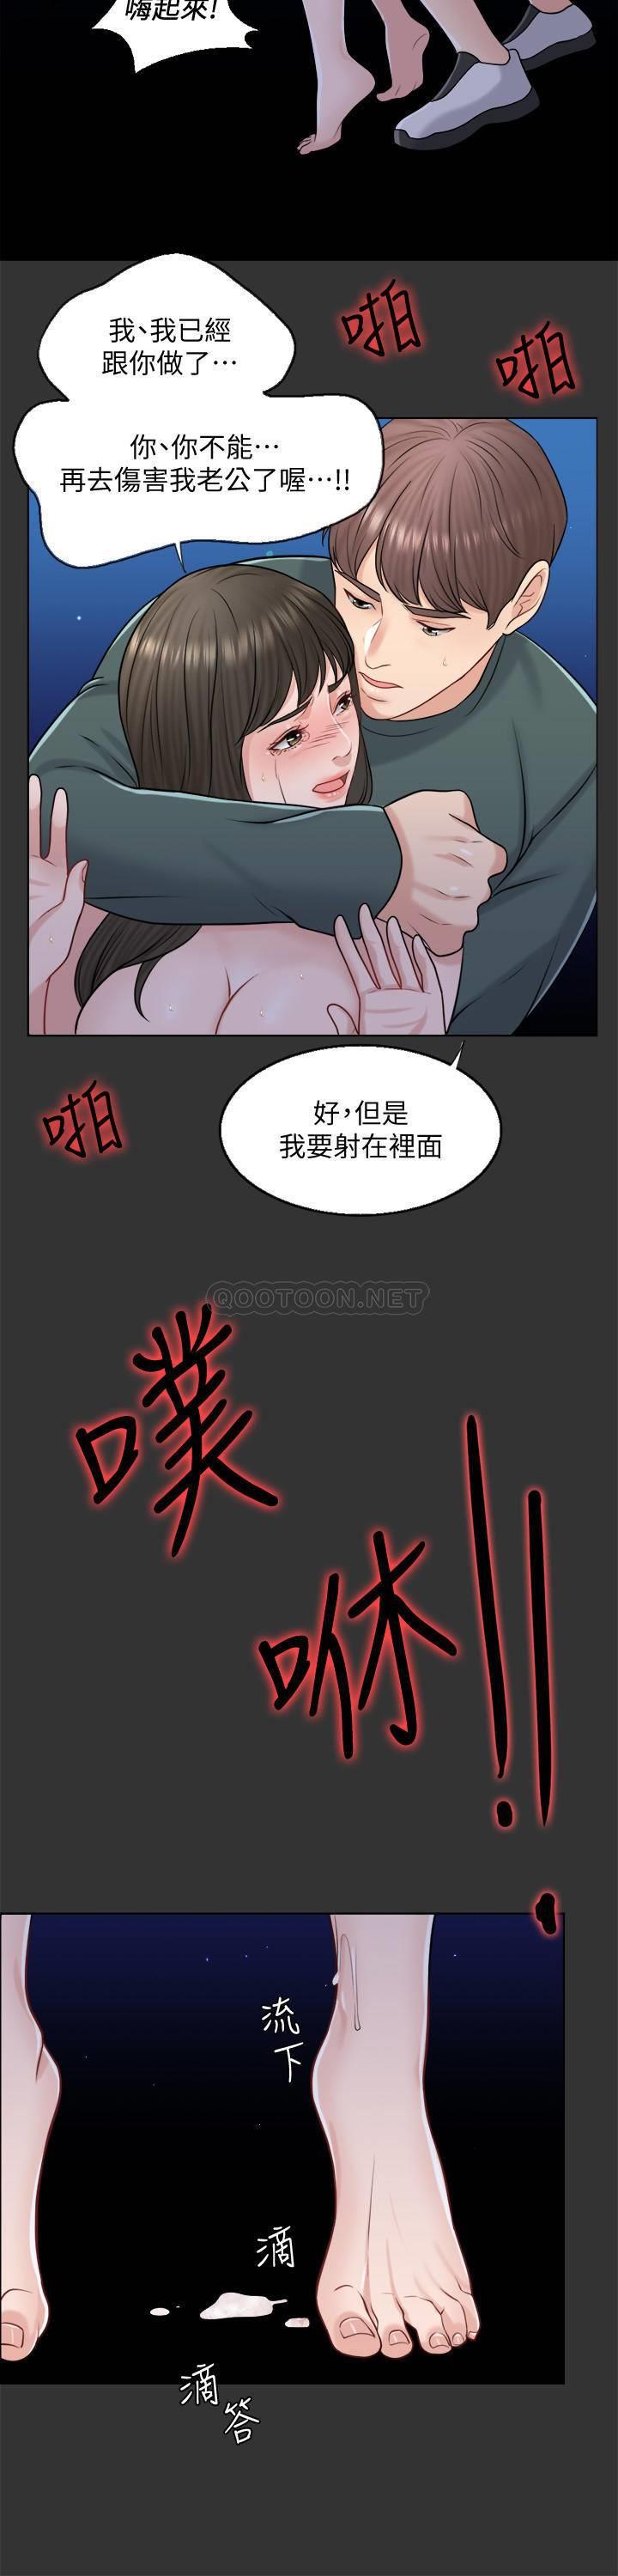 嗨起來!
啪
啪
我、我已經
跟你做了…
你、你不能…
再去傷害我老公了喔…!!
啪
好,但是
我要射在裡面
QOOTOON.NET
噗
咻!!
流
下
滴
滴
答